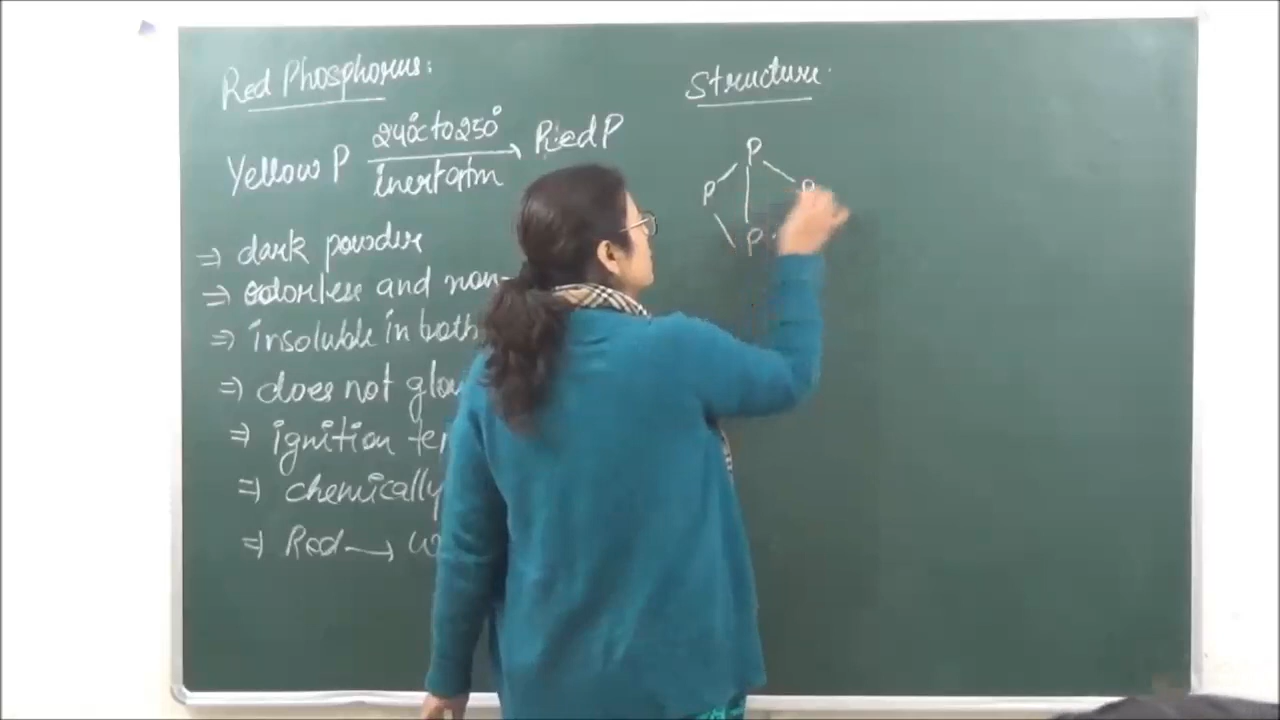 Red Phosphorus:
Yellow P 240°c to 250° Red P
inert atm
⇒ dark powder
⇒ odorless and non-
⇒ insoluble in both
⇒ does not glow
⇒ ignition te
⇒ chemically
⇒ Red → w
Structure:
P
P P
P